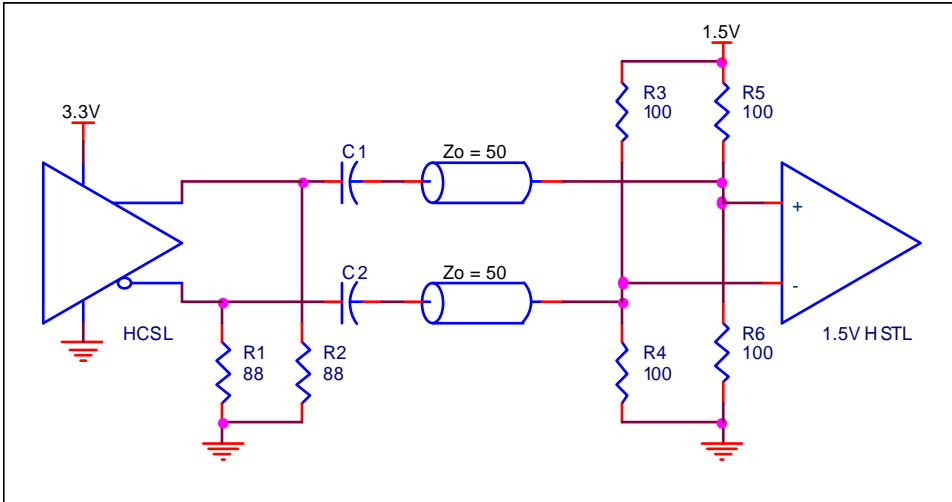 1.5V
R3
100
R5
100
3.3V
C1
Zo = 50
+
C2
Zo = 50
-
HCSL
R1
88
R2
88
R4
100
R6
100
1.5V HSTL